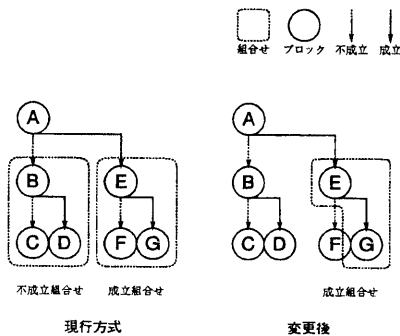 組合せ ブロック 不成立 成立
A A
B E B E
C D F G C D F G
不成立組合せ 成立組合せ 成立組合せ
現行方式 変更後